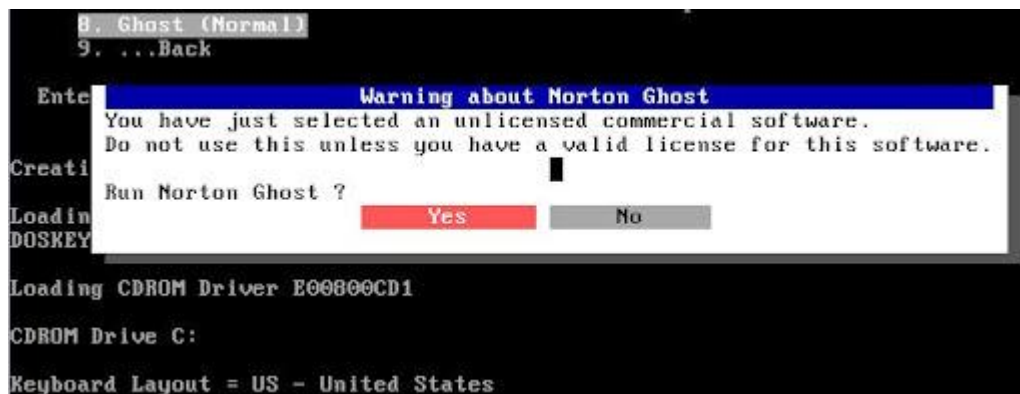 8. Ghost (Normal)
9. ...Back
Ente
Warning about Norton Ghost
You have just selected an unlicensed commercial software.
Do not use this unless you have a valid license for this software.
Creati
Run Norton Ghost ?
Loadin
Yes No
DOSKEY
Loading CDROM Driver E00800CD1
CDROM Drive C:
Keyboard Layout = US - United States